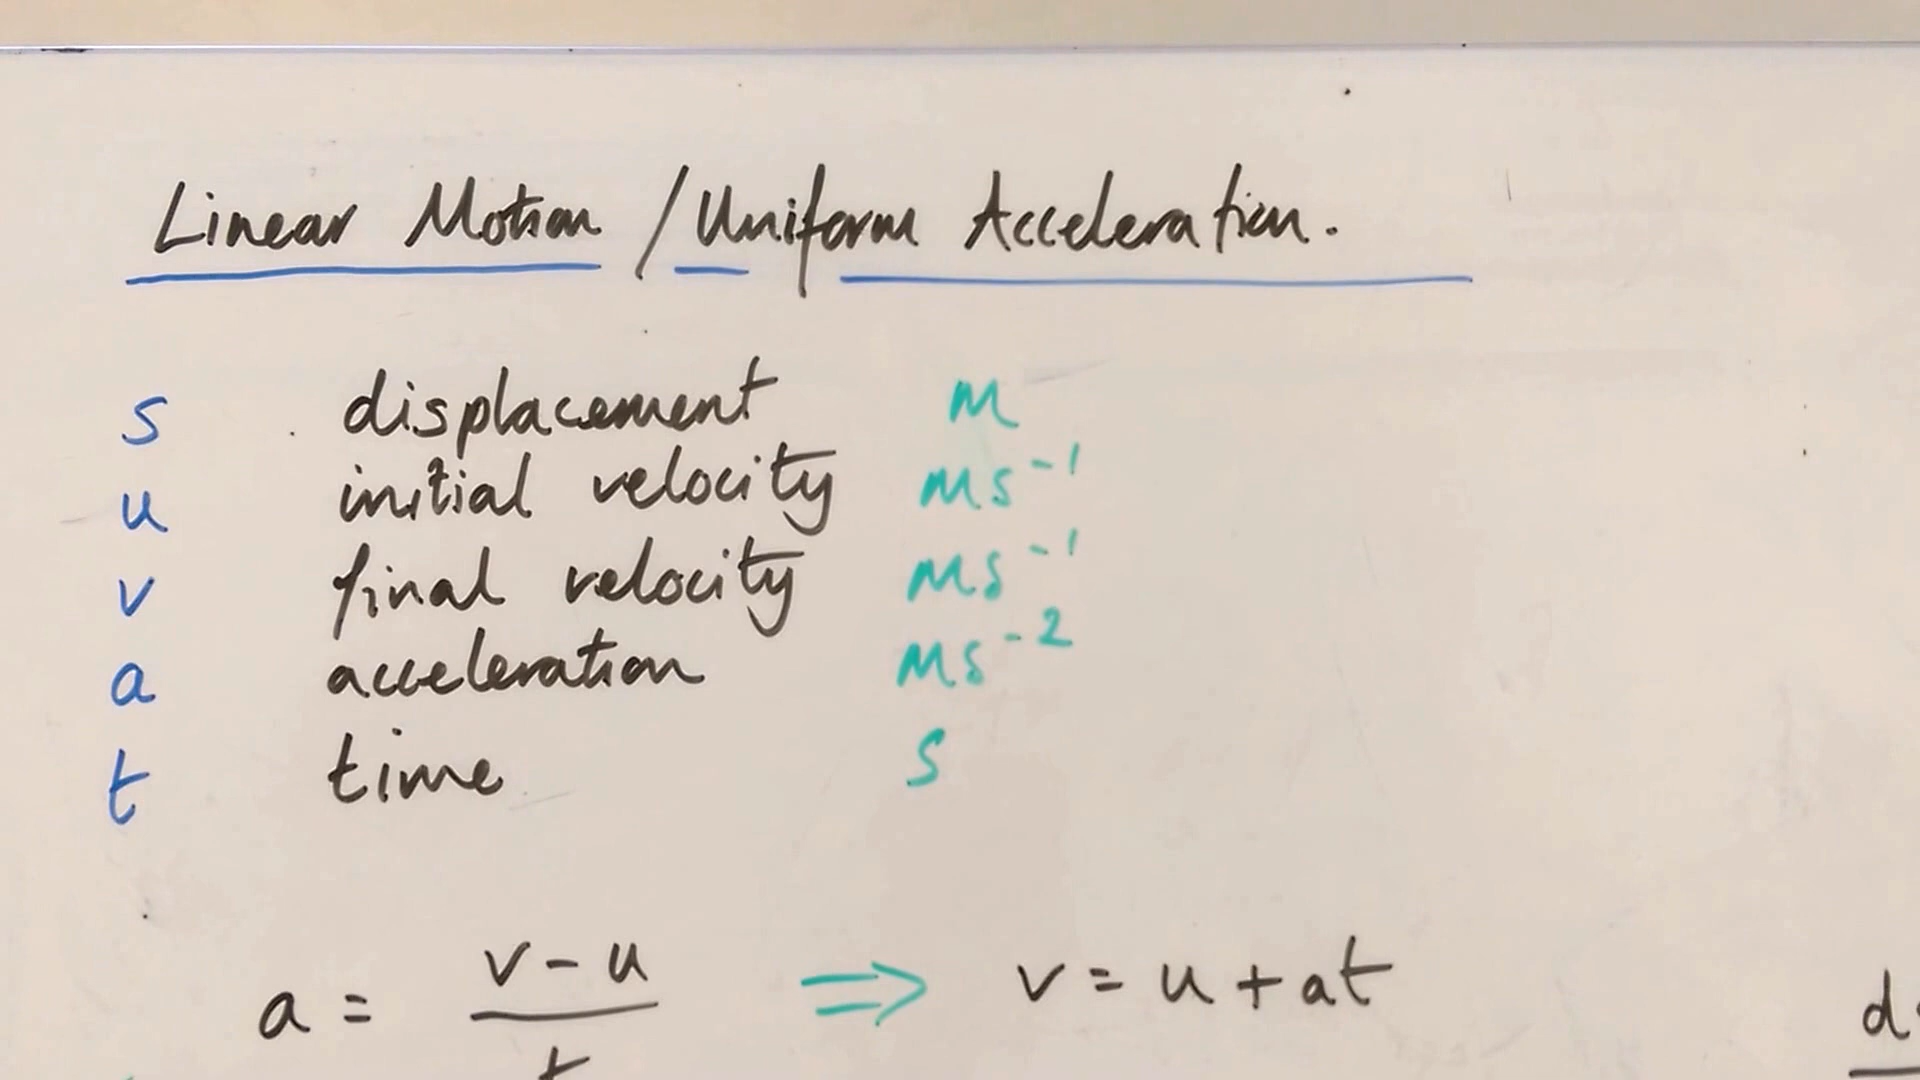 Linear Motion / Uniform Acceleration.
s displacement m
u initial velocity ms⁻¹
v final velocity ms⁻¹
a acceleration ms⁻²
t time s
a = v - u / t ⇒ v = u + at